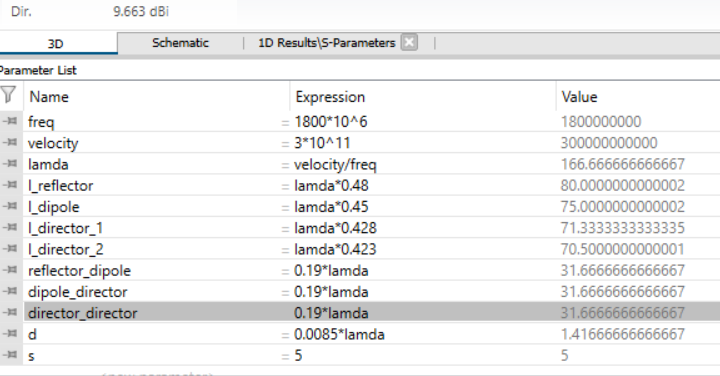 Dir. 9.663 dBi
3D Schematic 1D Results\S-Parameters
Parameter List
Name Expression Value
freq = 1800*10^6 1800000000
velocity = 3*10^11 300000000000
lamda = velocity/freq 166.666666666667
l_reflector = lamda*0.48 80.0000000000002
l_dipole = lamda*0.45 75.0000000000002
l_director_1 = lamda*0.428 71.3333333333335
l_director_2 = lamda*0.423 70.5000000000001
reflector_dipole = 0.19*lamda 31.6666666666667
dipole_director = 0.19*lamda 31.6666666666667
director_director = 0.19*lamda 31.6666666666667
d = 0.0085*lamda 1.41666666666667
s = 5 5